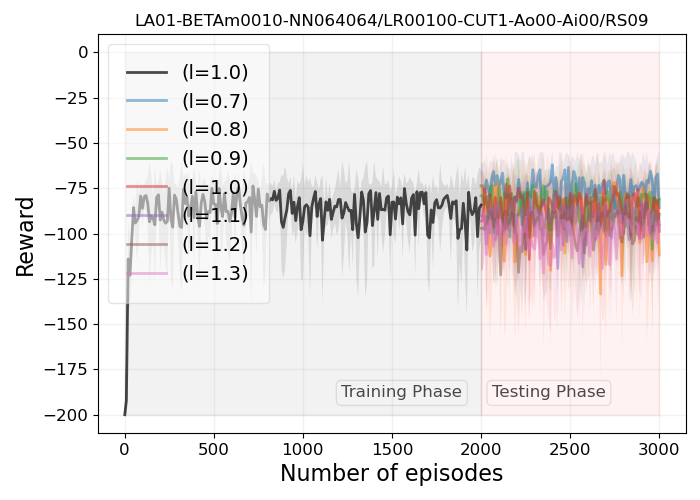 LA01-BETAm0010-NN064064/LR00100-CUT1-Ao00-Ai00/RS09
0
−25
−50
−75
−100
−125
−150
−175
−200
Reward
(l=1.0)
(l=0.7)
(l=0.8)
(l=0.9)
(l=1.0)
(l=1.1)
(l=1.2)
(l=1.3)
Training Phase
Testing Phase
0
500
1000
1500
2000
2500
3000
Number of episodes